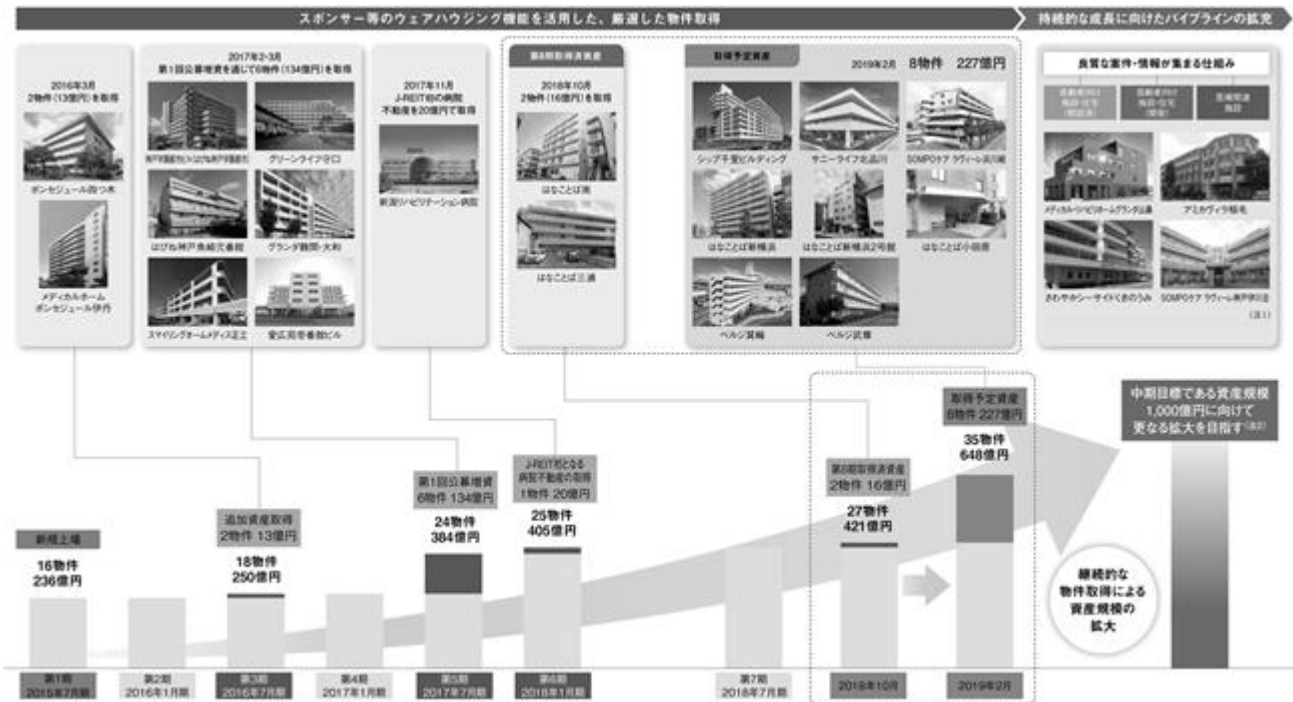 スポンサー等のウェアハウジング機能を活用した、厳選した物件取得
持続的な成長に向けたパイプラインの拡充
2016年3月
2物件(13億円)を取得
ボンセジュール四つ木
メディカルホーム
ボンセジュール伊丹
2017年2-3月
第1回公募増資を通じて6物件(134億円)を取得
グリーンライフ守口
はぴね神戸魚崎弐番館
グランダ鶴間・大和
スマイリングホームメディス足立
愛広苑壱番館ビル
2017年11月
J-REIT初の病院
不動産を20億円で取得
新潟リハビリテーション病院
第8期取得済資産
2018年10月
2物件(16億円)を取得
はなことば南
はなことば三浦
取得予定資産
2019年2月 8物件 227億円
シップ千里ビルディング
サニーライフ北品川
SOMPOケア ラヴィーレ浜川崎
はなことば新横浜
はなことば新横浜2号館
はなことば小田原
ベルジ箕輪
ベルジ武尊
良質な案件・情報が集まる仕組み
アミカヴィラ稲毛
さわやかシーサイドくきのうみ
SOMPOケア ラヴィーレ神戸伊川谷
(注1)
新規上場
16物件
236億円
追加資産取得
2物件 13億円
18物件
250億円
第1回公募増資
6物件 134億円
24物件
384億円
J-REIT初となる
病院不動産の取得
1物件 20億円
25物件
405億円
第8期取得済資産
2物件 16億円
27物件
421億円
取得予定資産
8物件 227億円
35物件
648億円
中期目標である資産規模
1,000億円に向けて
更なる拡大を目指す(注2)
継続的な
物件取得による
資産規模の
拡大
第1期
2015年7月期
第2期
2016年1月期
第3期
2016年7月期
第4期
2017年1月期
第5期
2017年7月期
第6期
2018年1月期
第7期
2018年7月期
2018年10月
2019年2月